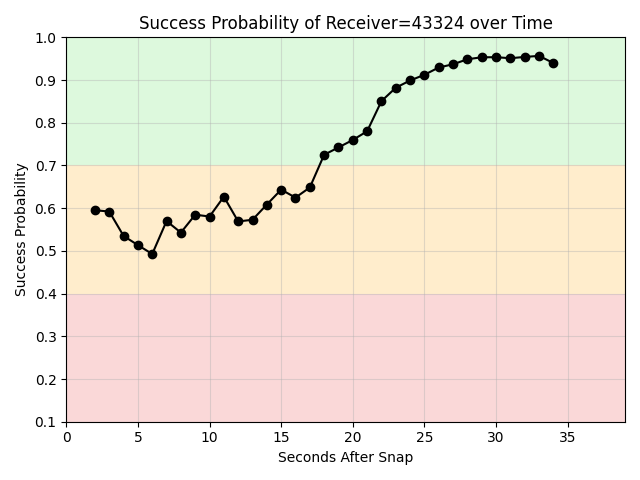 Success Probability of Receiver=43324 over Time
1.0
0.9
0.8
0.7
0.6
0.5
0.4
0.3
0.2
0.1
Success Probability
0 5 10 15 20 25 30 35
Seconds After Snap